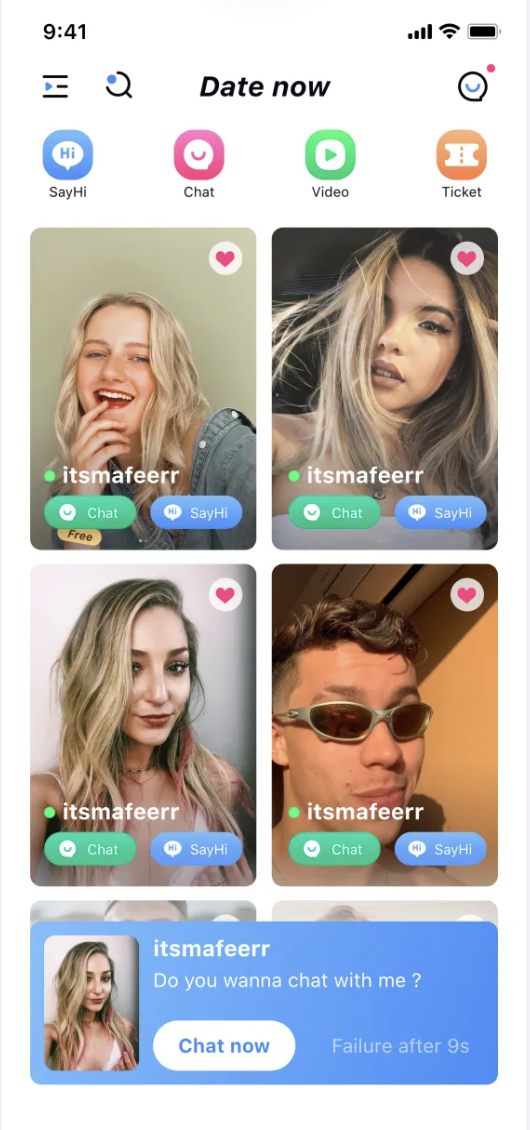 9:41
Date now
Hi
SayHi
Chat
Video
Ticket
itsmafeerr
Chat
Hi SayHi
Free
itsmafeerr
Chat
Hi SayHi
itsmafeerr
Chat
Hi SayHi
itsmafeerr
Chat
Hi SayHi
itsmafeerr
Do you wanna chat with me ?
Chat now
Failure after 9s